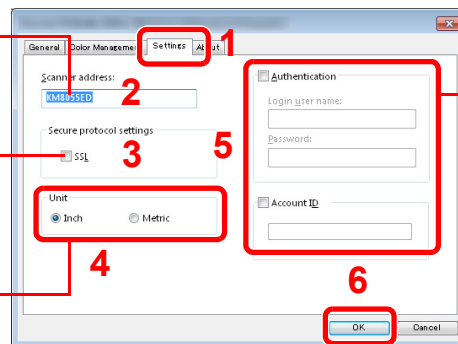 General Color Management Settings About
1
Scanner address:
KM8055ED
2
Secure protocol settings
SSL
3
Unit
Inch Metric
4
5
Authentication
Login user name:
Password:
Account ID
6
OK Cancel